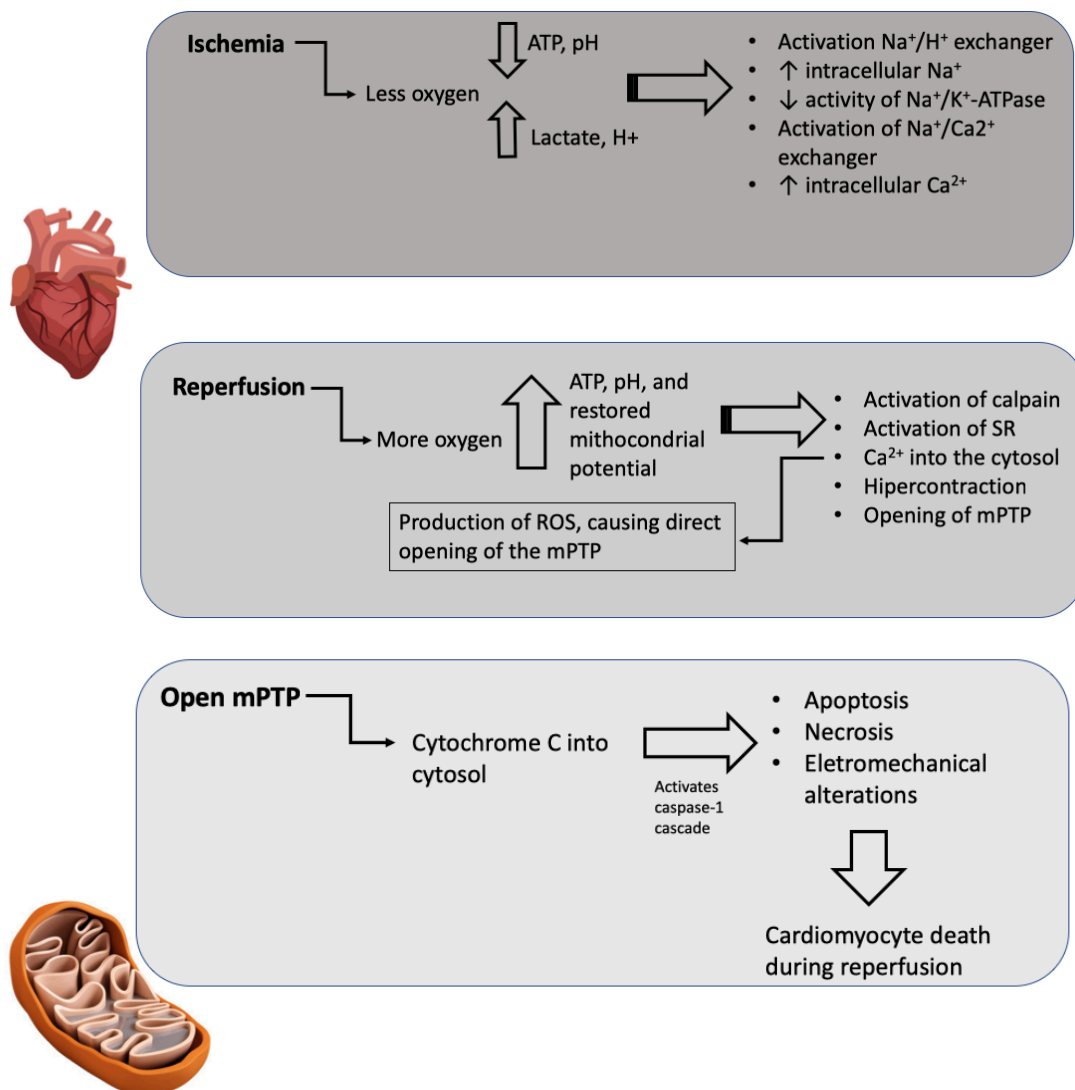 Ischemia
ATP, pH
Less oxygen
Lactate, H+
• Activation Na⁺/H⁺ exchanger
• ↑ intracellular Na⁺
• ↓ activity of Na⁺/K⁺-ATPase
• Activation of Na⁺/Ca2⁺
exchanger
• ↑ intracellular Ca²⁺
Reperfusion
More oxygen
ATP, pH, and
restored
mithocondrial
potential
• Activation of calpain
• Activation of SR
• Ca²⁺ into the cytosol
• Hipercontraction
• Opening of mPTP
Production of ROS, causing direct
opening of the mPTP
Open mPTP
Cytochrome C into
cytosol
Activates
caspase-1
cascade
• Apoptosis
• Necrosis
• Eletromechanical
alterations
Cardiomyocyte death
during reperfusion